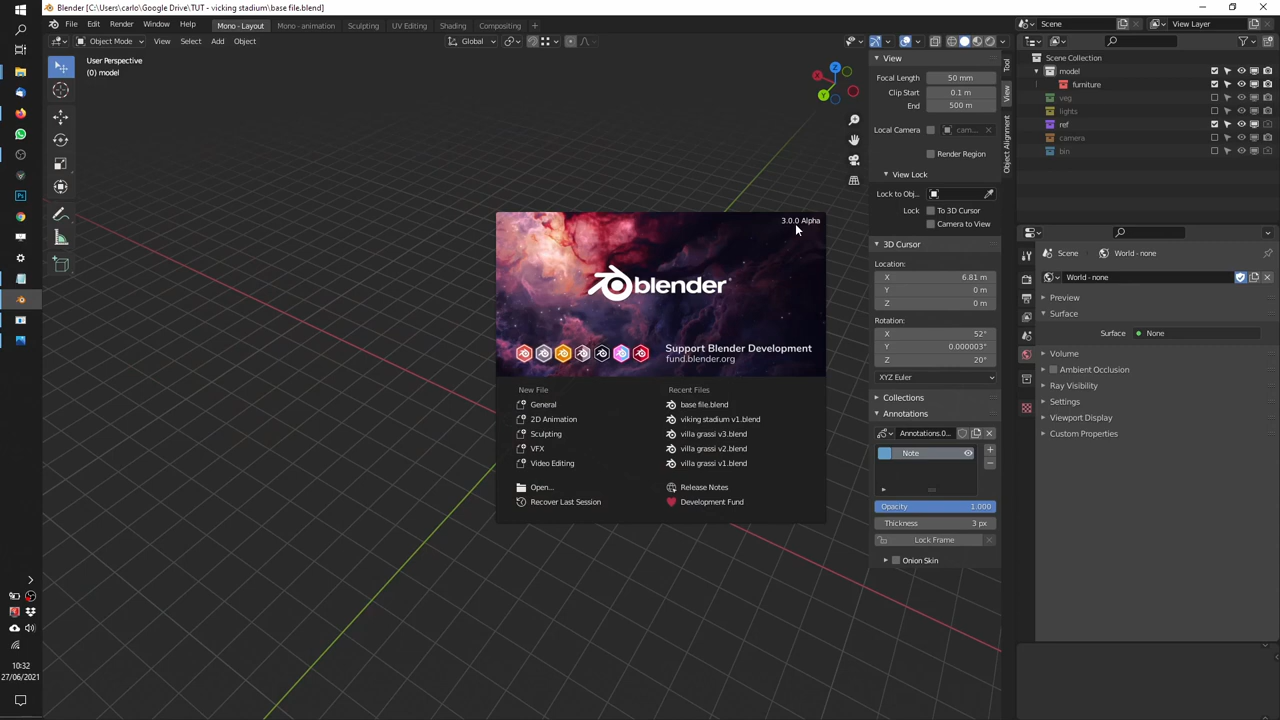 Blender [C:\Users\carlo\Google Drive\TUT - vicking stadium\base file.blend]
File Edit Render Window Help Mono - Layout Mono - animation Sculpting UV Editing Shading Compositing + Scene View Layer
Object Mode View Select Add Object Global
User Perspective
(0) model
X
Y
Z
View
Focal Length 50 mm
Clip Start 0.1 m
End 500 m
Local Camera cam...
Render Region
View Lock
Lock to Obj...
Lock To 3D Cursor
Camera to View
3D Cursor
Location:
X 6.81 m
Y 0 m
Z 0 m
Rotation:
X 52°
Y 0.000003°
Z 20°
XYZ Euler
Collections
Annotations
Annotations.0...
Note
Opacity 1.000
Thickness 3 px
Lock Frame
Onion Skin
Tool
View
Object Alignment
Scene Collection
model
furniture
veg
lights
ref
camera
bin
Scene World - none
World - none
Preview
Surface
Surface None
Volume
Ambient Occlusion
Ray Visibility
Settings
Viewport Display
Custom Properties
3.0.0 Alpha
blender
Support Blender Development
fund.blender.org
New File
General
2D Animation
Sculpting
VFX
Video Editing
Open...
Recover Last Session
Recent Files
base file.blend
viking stadium v1.blend
villa grassi v3.blend
villa grassi v2.blend
villa grassi v1.blend
Release Notes
Development Fund
10:32
27/06/2021